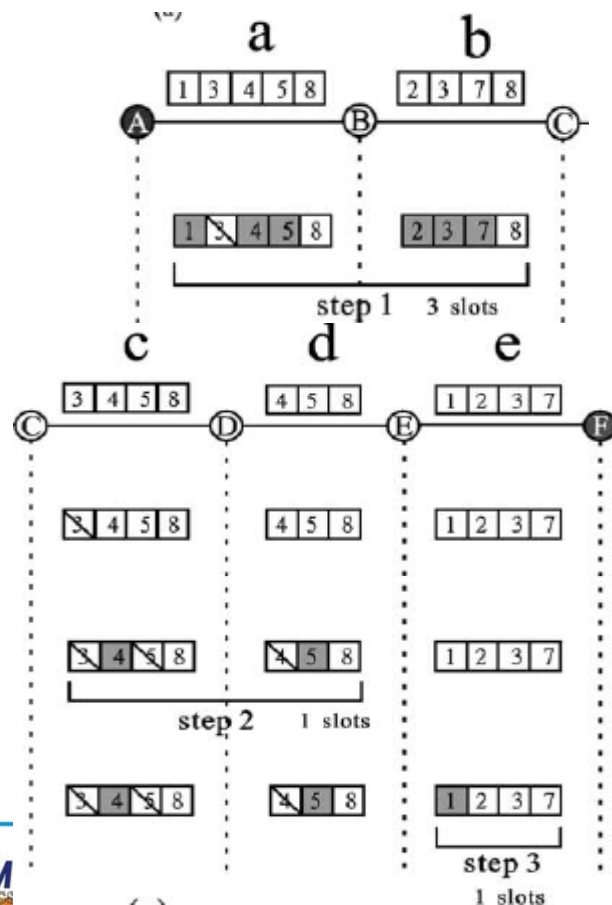 a b
1 3 4 5 8 2 3 7 8
A B C
1 3 4 5 8 2 3 7 8
step 1 3 slots
c d e
3 4 5 8 4 5 8 1 2 3 7
C D E F
3 4 5 8 4 5 8 1 2 3 7
3 4 5 8 4 5 8 1 2 3 7
step 2 1 slots
3 4 5 8 4 5 8 1 2 3 7
step 3
1 slots